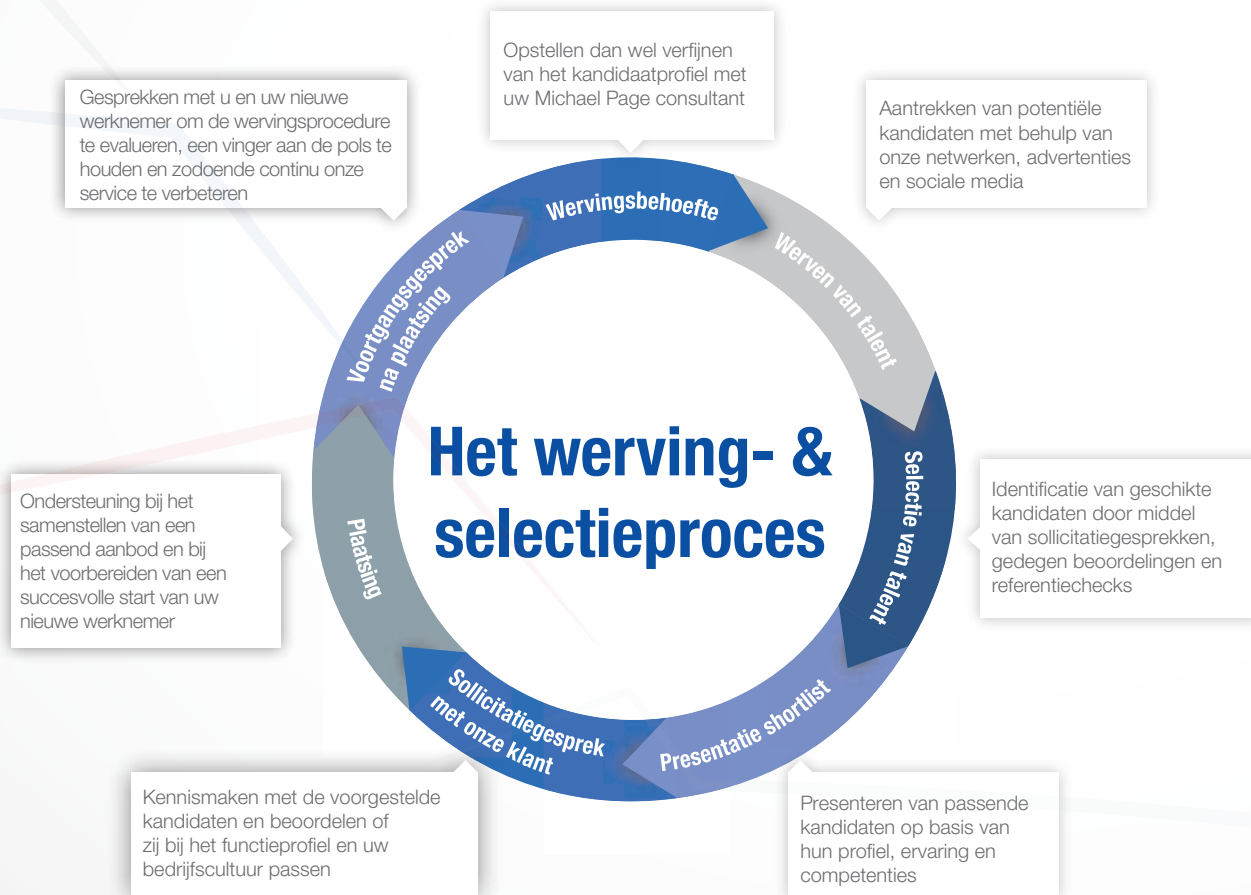 Opstellen dan wel verfijnen
van het kandidaatprofiel met
uw Michael Page consultant
Gesprekken met u en uw nieuwe
werknemer om de wervingsprocedure
te evalueren, een vinger aan de pols te
houden en zodoende continu onze
service te verbeteren
Aantrekken van potentiële
kandidaten met behulp van
onze netwerken, advertenties
en sociale media
Wervingsbehoefte
Werven van talent
Voortgangsgesprek
na plaatsing
Het werving- &
selectieproces
Selectie van talent
Identificatie van geschikte
kandidaten door middel
van sollicitatiegesprekken,
gedegen beoordelingen en
referentiechecks
Ondersteuning bij het
samenstellen van een
passend aanbod en bij
het voorbereiden van een
succesvolle start van uw
nieuwe werknemer
Plaatsing
Sollicitatiegesprek
met onze klant
Presentatie shortlist
Kennismaken met de voorgestelde
kandidaten en beoordelen of
zij bij het functieprofiel en uw
bedrijfscultuur passen
Presenteren van passende
kandidaten op basis van
hun profiel, ervaring en
competenties